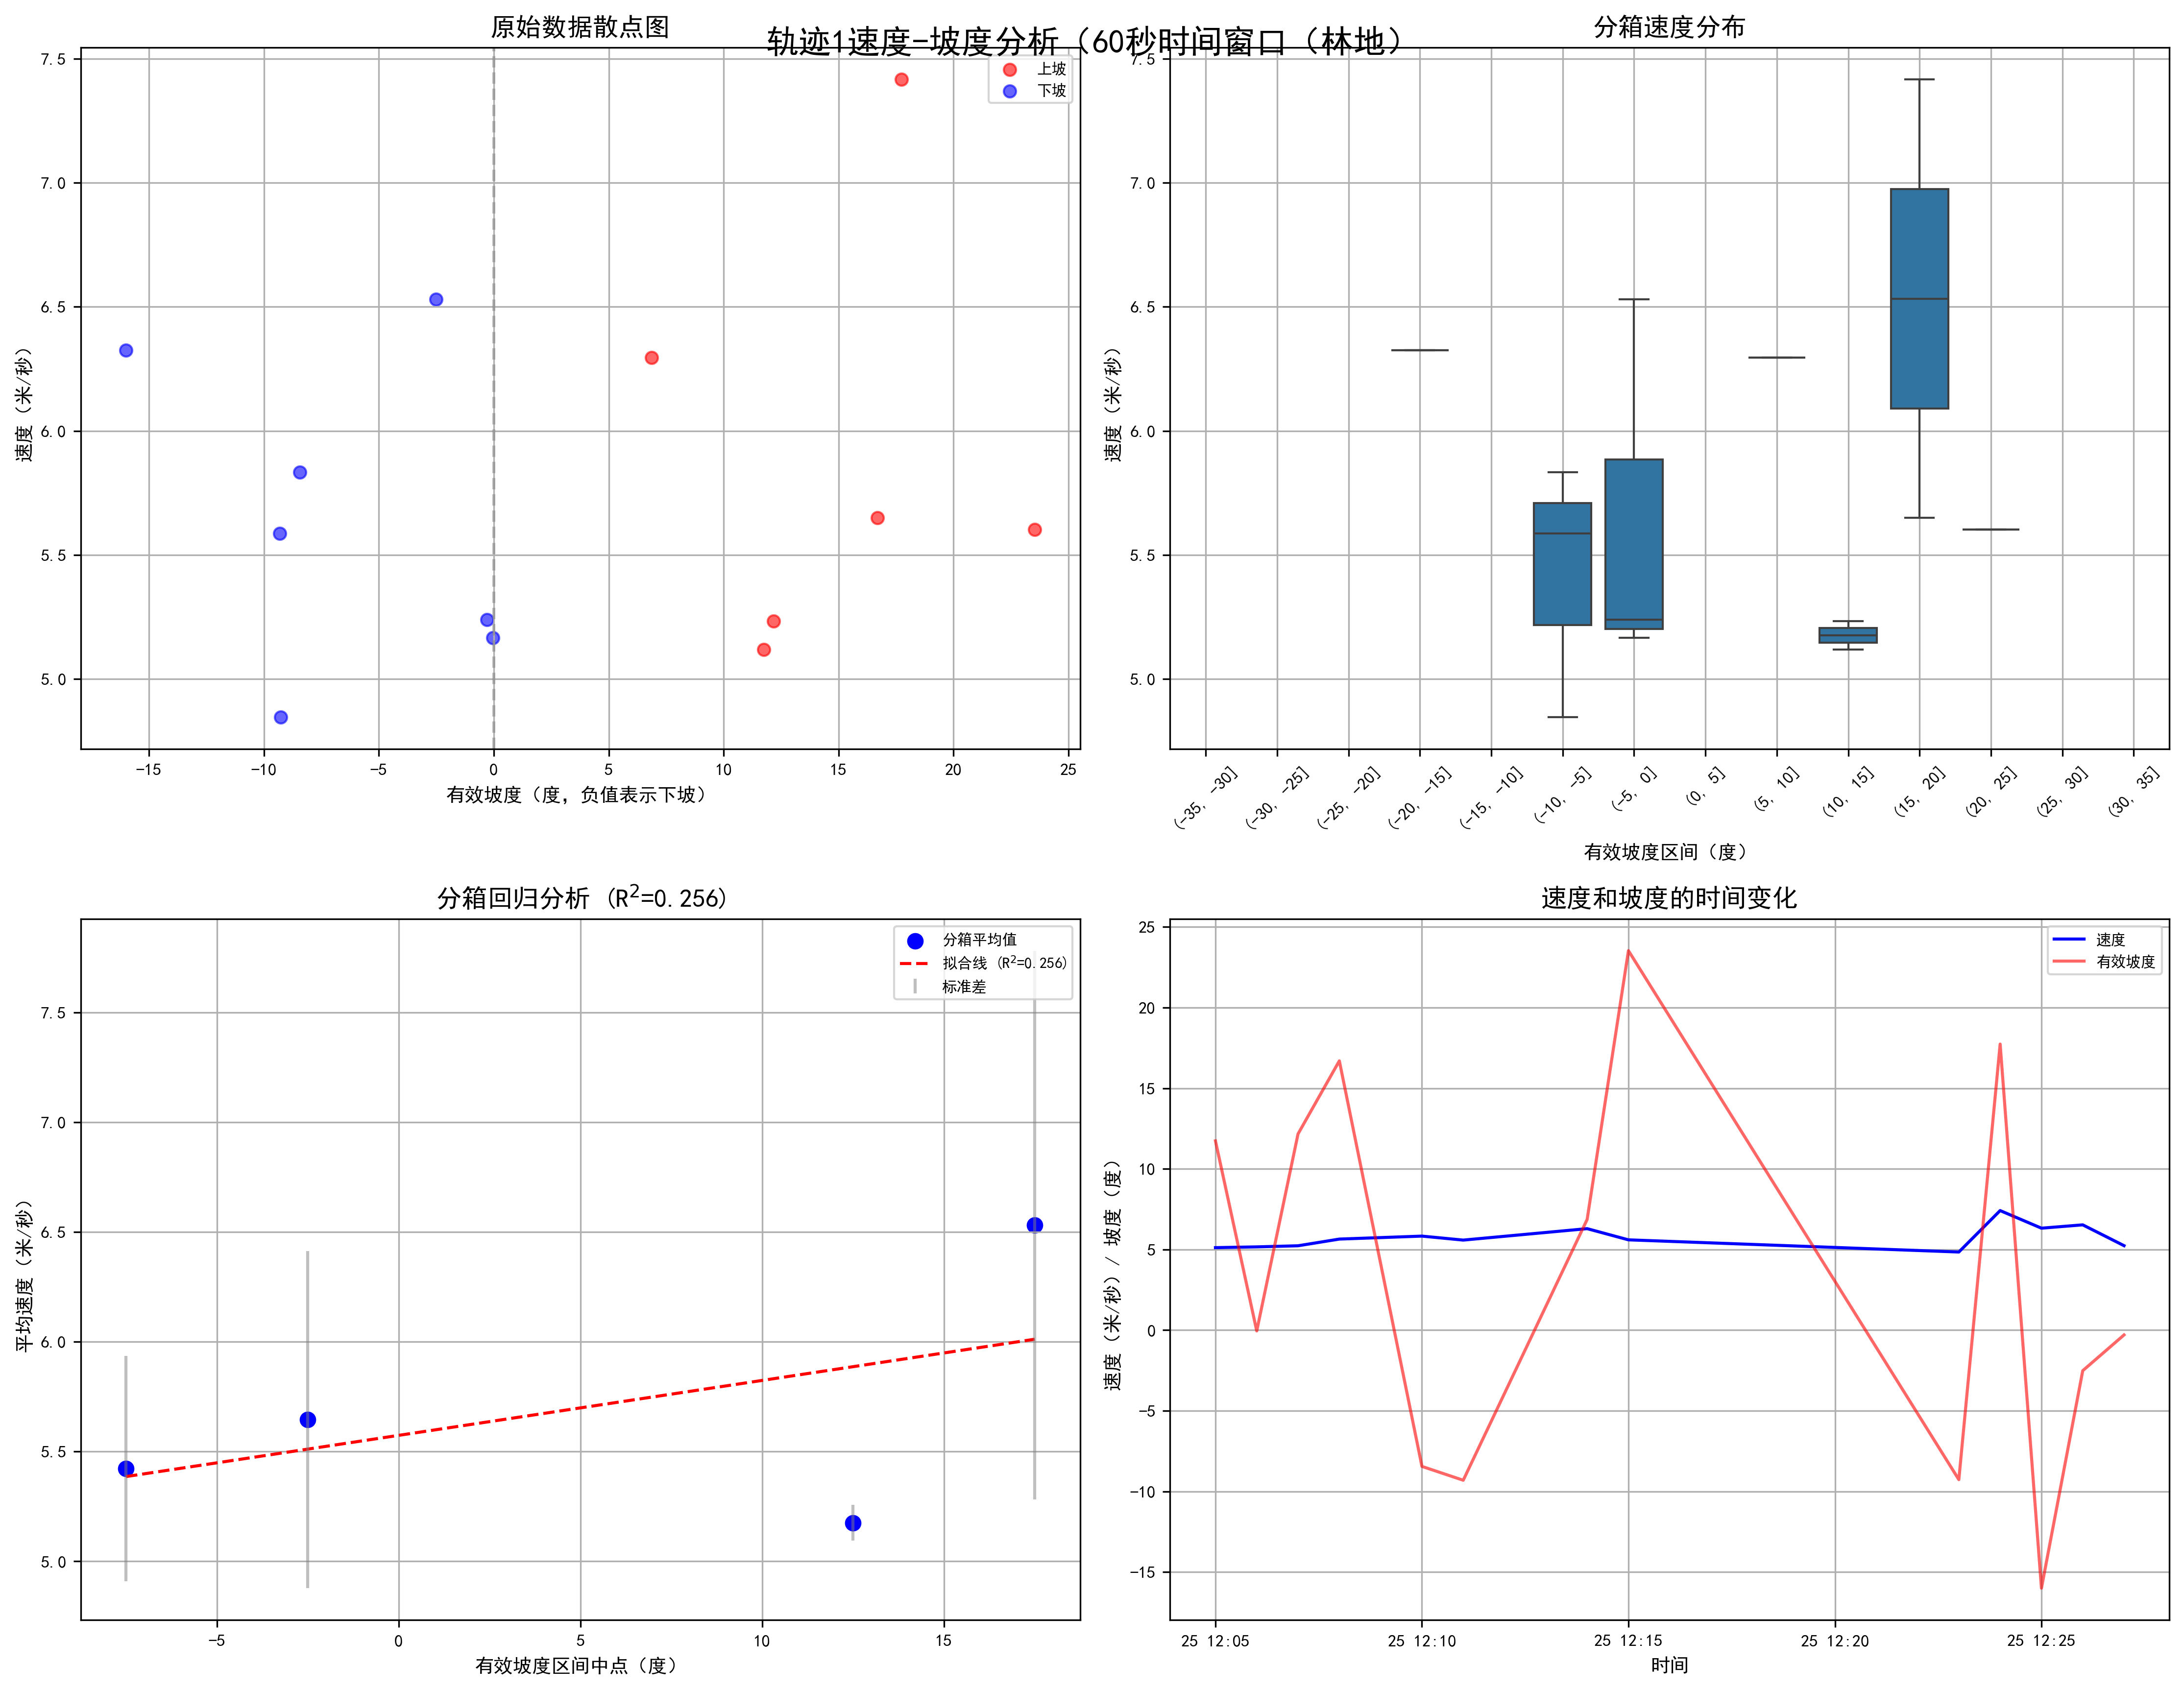 轨迹1速度-坡度分析（60秒时间窗口（林地）
原始数据散点图
上坡
下坡
7.5
7.0
6.5
6.0
5.5
5.0
速度（米/秒）
-15 -10 -5 0 5 10 15 20 25
有效坡度（度，负值表示下坡）
分箱速度分布
7.5
7.0
6.5
6.0
5.5
5.0
速度（米/秒）
(-35, -30] (-30, -25] (-25, -20] (-20, -15] (-15, -10] (-10, -5] (-5, 0] (0, 5] (5, 10] (10, 15] (15, 20] (20, 25] (25, 30] (30, 35]
有效坡度区间（度）
分箱回归分析 (R²=0.256)
分箱平均值
拟合线 (R²=0.256)
标准差
7.5
7.0
6.5
6.0
5.5
5.0
平均速度（米/秒）
-5 0 5 10 15
有效坡度区间中点（度）
速度和坡度的时间变化
速度
有效坡度
25
20
15
10
5
0
-5
-10
-15
速度（米/秒）/ 坡度（度）
25 12:05 25 12:10 25 12:15 25 12:20 25 12:25
时间